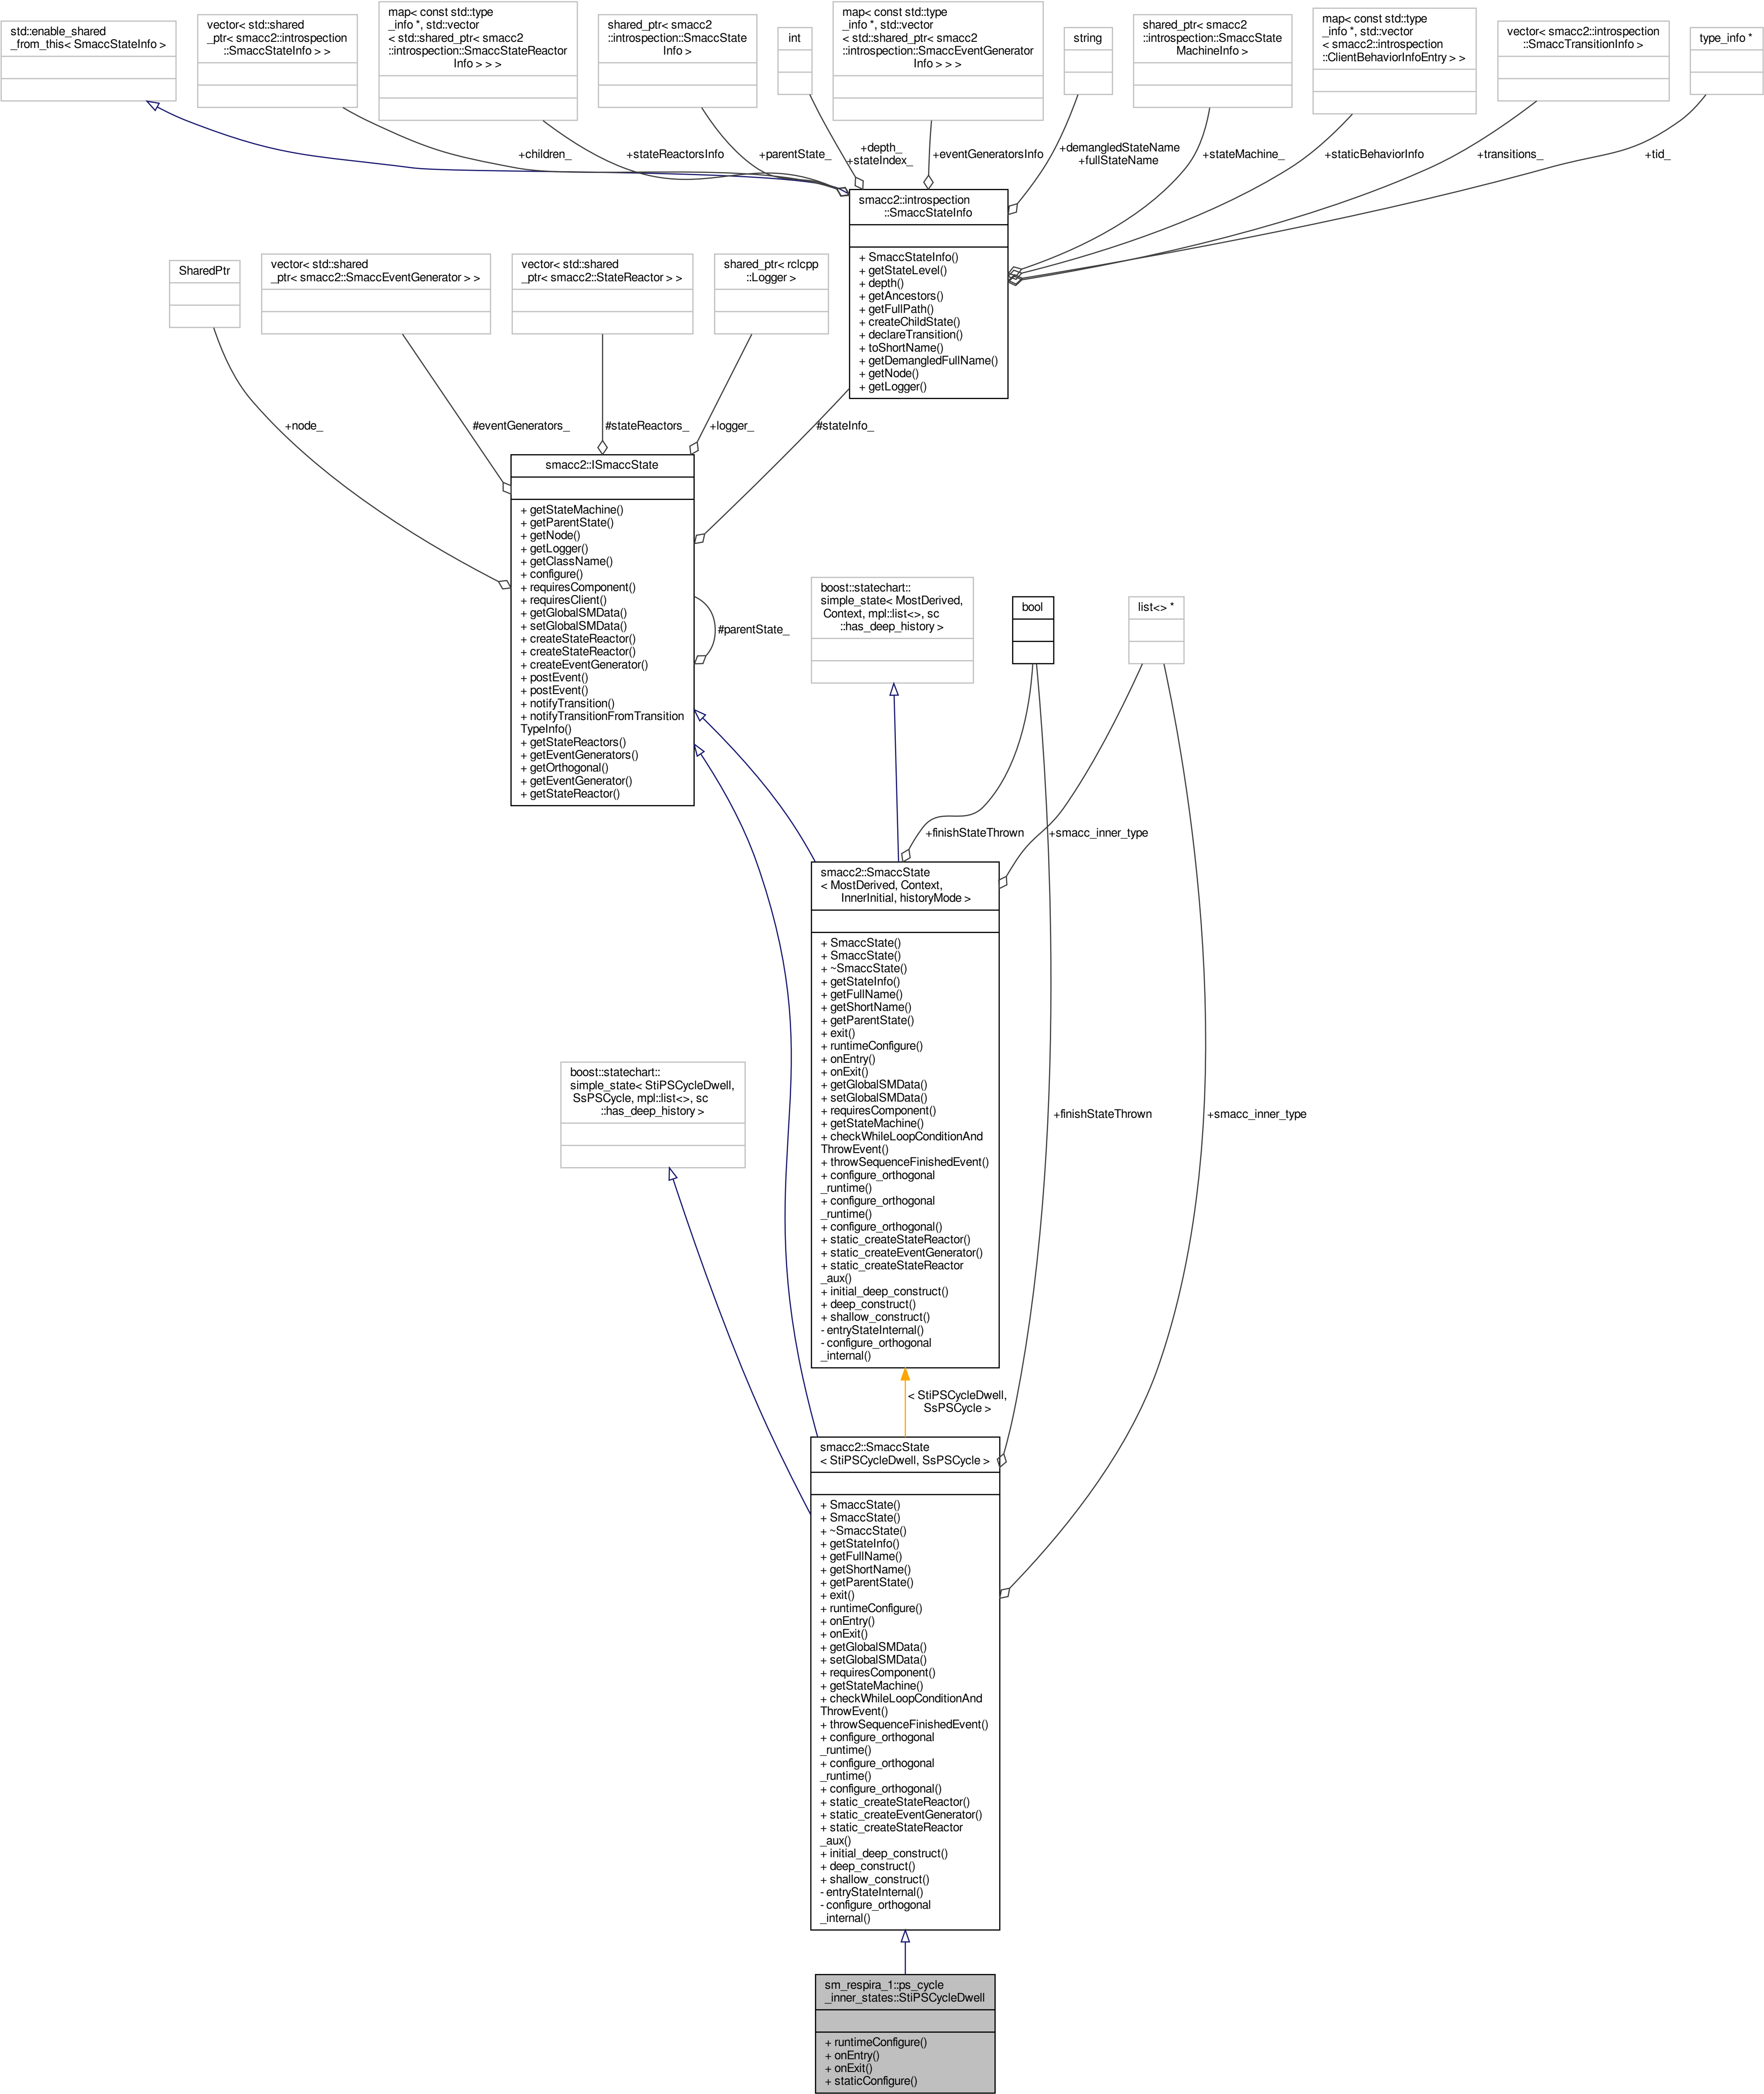 std::enable_shared
_from_this< SmaccStateInfo >
vector< std::shared
_ptr< smacc2::introspection
::SmaccStateInfo > >
map< const std::type
_info *, std::vector
< std::shared_ptr< smacc2
::introspection::SmaccStateReactor
Info > > >
shared_ptr< smacc2
::introspection::SmaccState
Info >
int
map< const std::type
_info *, std::vector
< std::shared_ptr< smacc2
::introspection::SmaccEventGenerator
Info > > >
string
shared_ptr< smacc2
::introspection::SmaccState
MachineInfo >
map< const std::type
_info *, std::vector
< smacc2::introspection
::ClientBehaviorInfoEntry > >
vector< smacc2::introspection
::SmaccTransitionInfo >
type_info *
+children_
+stateReactorsInfo
+parentState_
+depth_
+stateIndex_
+eventGeneratorsInfo
+demangledStateName
+fullStateName
+stateMachine_
+staticBehaviorInfo
+transitions_
+tid_
smacc2::introspection
::SmaccStateInfo
+ SmaccStateInfo()
+ getStateLevel()
+ depth()
+ getAncestors()
+ getFullPath()
+ createChildState()
+ declareTransition()
+ toShortName()
+ getDemangledFullName()
+ getNode()
+ getLogger()
SharedPtr
vector< std::shared
_ptr< smacc2::SmaccEventGenerator > >
vector< std::shared
_ptr< smacc2::StateReactor > >
shared_ptr< rclcpp
::Logger >
+node_
#eventGenerators_
#stateReactors_
+logger_
#stateInfo_
smacc2::ISmaccState
+ getStateMachine()
+ getParentState()
+ getNode()
+ getLogger()
+ getClassName()
+ configure()
+ requiresComponent()
+ requiresClient()
+ getGlobalSMData()
+ setGlobalSMData()
+ createStateReactor()
+ createStateReactor()
+ createEventGenerator()
+ postEvent()
+ postEvent()
+ notifyTransition()
+ notifyTransitionFromTransition
TypeInfo()
+ getStateReactors()
+ getEventGenerators()
+ getOrthogonal()
+ getEventGenerator()
+ getStateReactor()
#parentState_
boost::statechart::
simple_state< MostDerived,
Context, mpl::list<>, sc
::has_deep_history >
bool
list<> *
+finishStateThrown
+smacc_inner_type
smacc2::SmaccState
< MostDerived, Context,
InnerInitial, historyMode >
+ SmaccState()
+ SmaccState()
+ ~SmaccState()
+ getStateInfo()
+ getFullName()
+ getShortName()
+ getParentState()
+ exit()
+ runtimeConfigure()
+ onEntry()
+ onExit()
+ getGlobalSMData()
+ setGlobalSMData()
+ requiresComponent()
+ getStateMachine()
+ checkWhileLoopConditionAnd
ThrowEvent()
+ throwSequenceFinishedEvent()
+ configure_orthogonal
_runtime()
+ configure_orthogonal
_runtime()
+ configure_orthogonal()
+ static_createStateReactor()
+ static_createEventGenerator()
+ static_createStateReactor
_aux()
+ initial_deep_construct()
+ deep_construct()
+ shallow_construct()
- entryStateInternal()
- configure_orthogonal
_internal()
boost::statechart::
simple_state< StiPSCycleDwell,
SsPSCycle, mpl::list<>, sc
::has_deep_history >
+finishStateThrown
+smacc_inner_type
< StiPSCycleDwell,
SsPSCycle >
smacc2::SmaccState
< StiPSCycleDwell, SsPSCycle >
+ SmaccState()
+ SmaccState()
+ ~SmaccState()
+ getStateInfo()
+ getFullName()
+ getShortName()
+ getParentState()
+ exit()
+ runtimeConfigure()
+ onEntry()
+ onExit()
+ getGlobalSMData()
+ setGlobalSMData()
+ requiresComponent()
+ getStateMachine()
+ checkWhileLoopConditionAnd
ThrowEvent()
+ throwSequenceFinishedEvent()
+ configure_orthogonal
_runtime()
+ configure_orthogonal
_runtime()
+ configure_orthogonal()
+ static_createStateReactor()
+ static_createEventGenerator()
+ static_createStateReactor
_aux()
+ initial_deep_construct()
+ deep_construct()
+ shallow_construct()
- entryStateInternal()
- configure_orthogonal
_internal()
sm_respira_1::ps_cycle
_inner_states::StiPSCycleDwell
+ runtimeConfigure()
+ onEntry()
+ onExit()
+ staticConfigure()